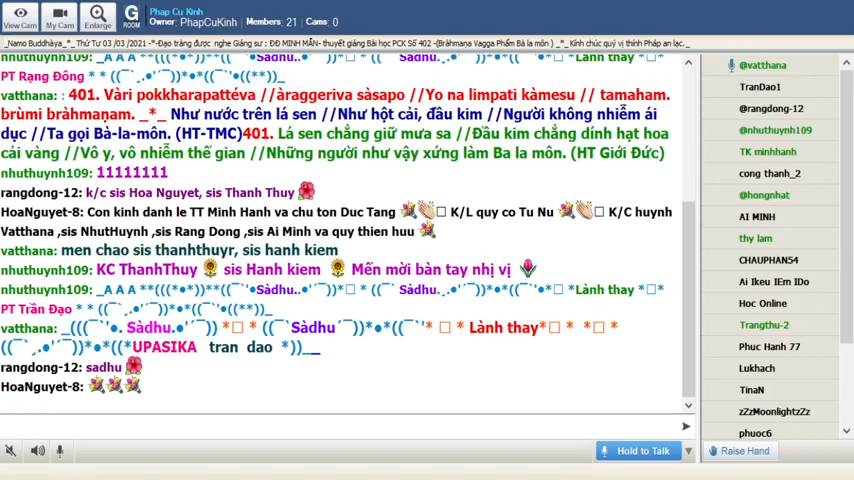 Phap Cu Kinh
Owner: PhapCuKinh Members: 21 Cams: 0
View Cam
My Cam
Enlarge
G ROOM
_Namo Buddhàya_*_ Thứ Tư 03 /03 /2021 -*-Đạo tràng được nghe Giảng sư : ĐĐ MINH MẪN- thuyết giảng Bài học PCK Số 402 -(Bràhmaṇa Vagga Phẩm Bà la môn ) _*_ Kính chúc quý vị thính Pháp an lạc._
PT Rạng Đông * * ((¯`¸.●'´¯))*●*((**))_
vatthana: : 401. Vàri pokkharapattéva //àraggeriva sàsapo //Yo na limpati kàmesu // tamaham.
brùmi bràhmaṇam. _*_ Như nước trên lá sen //Như hột cải, đầu kim //Người không nhiễm ái
dục //Ta gọi Bà-la-môn. (HT-TMC)401. Lá sen chẳng giữ mưa sa //Đầu kim chẳng dính hạt hoa
cải vàng //Vô y, vô nhiễm thế gian //Những người như vậy xứng làm Ba la môn. (HT Giới Đức)
nhuthuynh109: 11111111
rangdong-12: k/c sis Hoa Nguyet, sis Thanh Thuy
HoaNguyet-8: Con kinh danh le TT Minh Hanh va chu ton Duc Tang K/L quy co Tu Nu K/C huynh
Vatthana ,sis NhutHuynh ,sis Rang Dong ,sis Ai Minh va quy thien huu
vatthana: men chao sis thanhthuyr, sis hanh kiem
nhuthuynh109: KC ThanhThuy sis Hanh kiem Mến mời bàn tay nhị vị
nhuthuynh109: _A A A **(((*●**))**((¯`'●.Sàdhu..●'´¯)) *□* ((¯` Sàdhu¸.●'´¯))*●*□ *Lành thay *□*
PT Trần Đạo * * ((¯`¸.●'´¯))*●*((**))_
vatthana: _(((¯`'●. Sàdhu.●'´¯)) *□ * ((¯`Sàdhu´¯))*●*((¯`'*□ * Lành thay*□ * *□ *
((¯`¸.●'´¯))*●*((*UPASIKA tran dao *))__
rangdong-12: sadhu
HoaNguyet-8:
Hold to Talk
@vatthana
TranDao1
@rangdong-12
@nhuthuynh109
TK minhhanh
cong thanh_2
@hongnhat
AI MINH
thy lam
CHAUPHAN54
Ai Ikeu IEm IDo
Hoc Online
Trangthu-2
Phuc Hanh 77
Lukhach
TinaN
zZzMoonlightzZz
phuoc6
Raise Hand